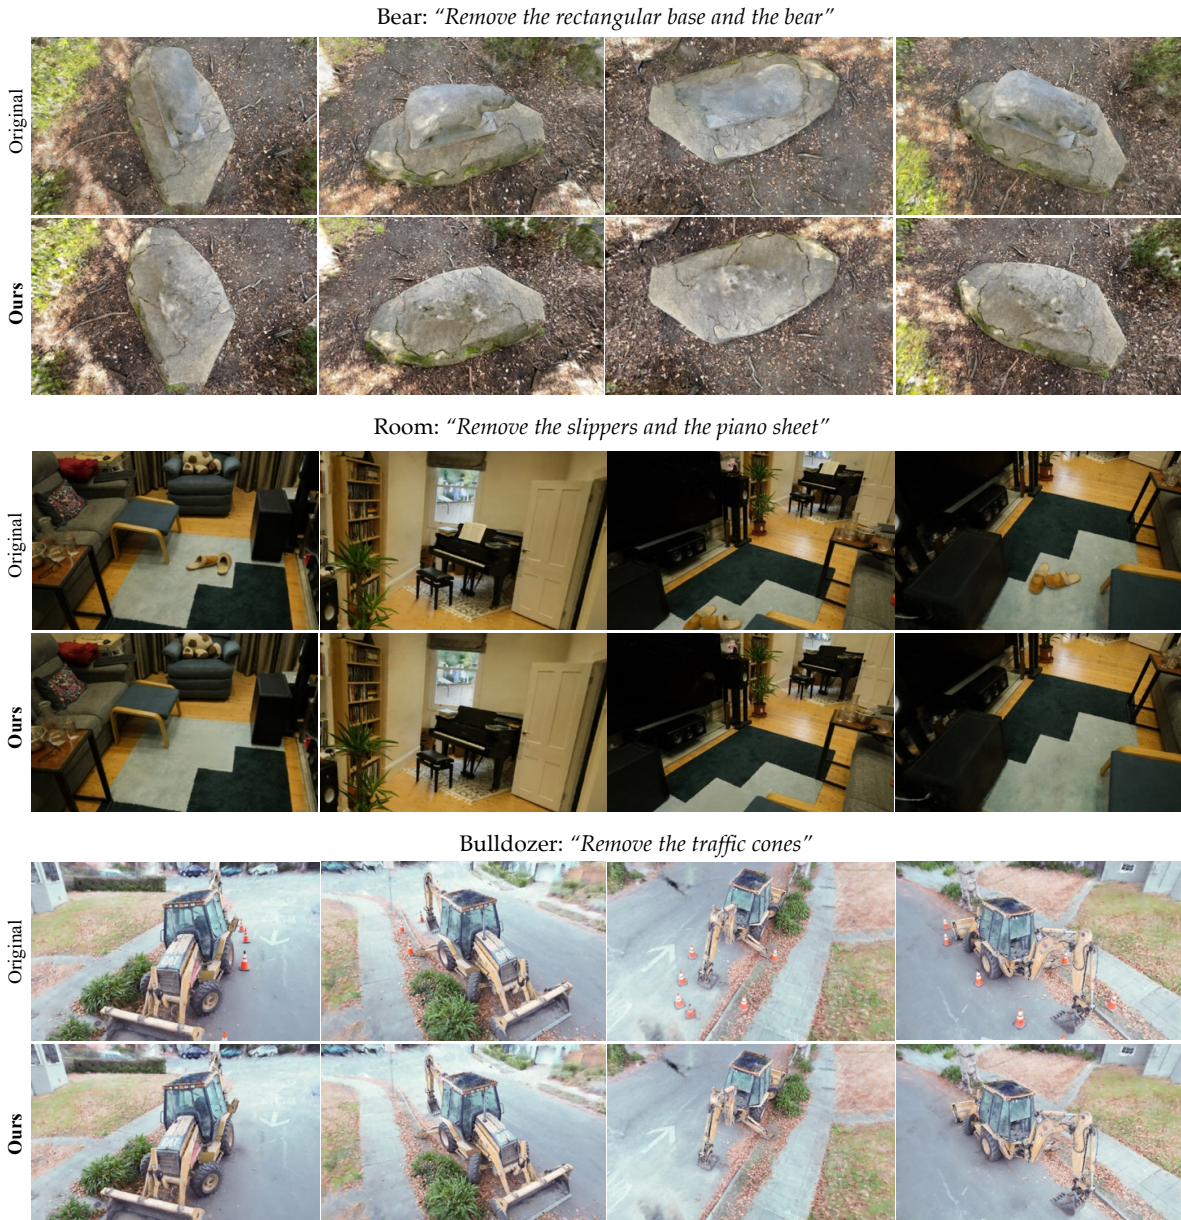 Bear: “Remove the rectangular base and the bear”
Original
Ours
Room: “Remove the slippers and the piano sheet”
Original
Ours
Bulldozer: “Remove the traffic cones”
Original
Ours